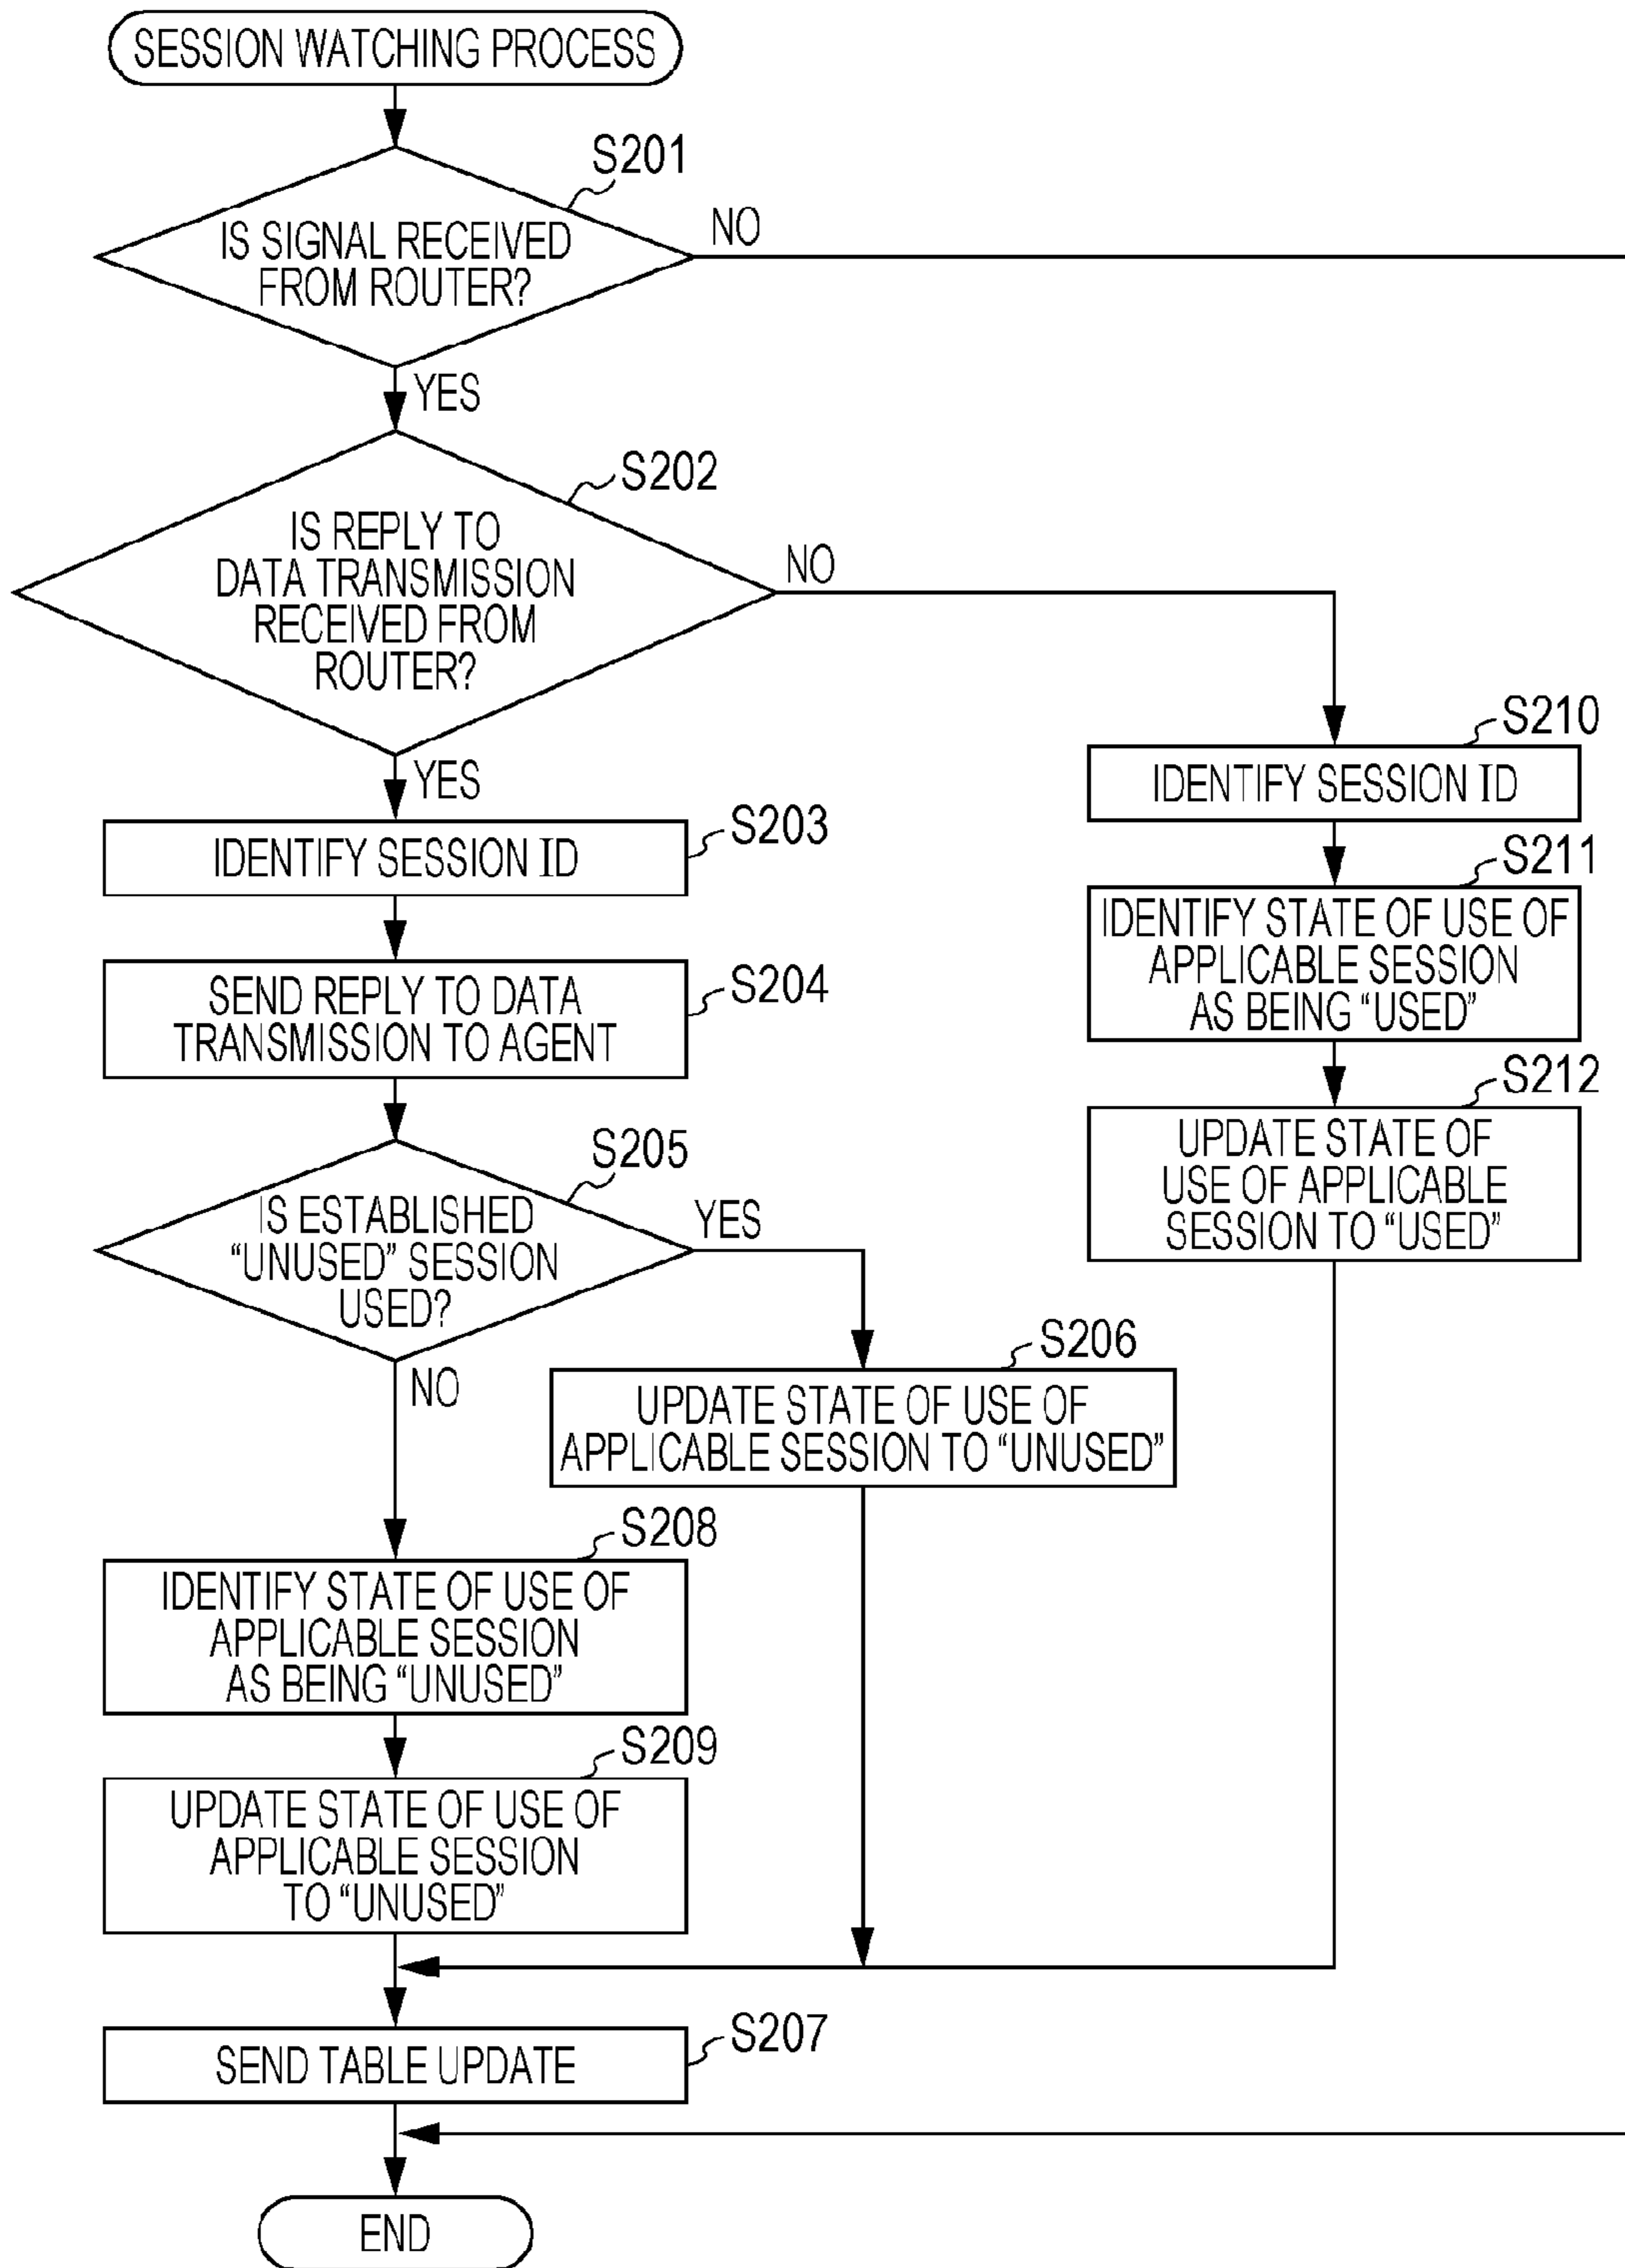 SESSION WATCHING PROCESS
S201
IS SIGNAL RECEIVED
FROM ROUTER?
NO
YES
S202
IS REPLY TO
DATA TRANSMISSION
RECEIVED FROM
ROUTER?
NO
YES
S203
IDENTIFY SESSION ID
S204
SEND REPLY TO DATA
TRANSMISSION TO AGENT
S205
IS ESTABLISHED
“UNUSED” SESSION
USED?
YES
NO
S206
UPDATE STATE OF USE OF
APPLICABLE SESSION TO “UNUSED”
S208
IDENTIFY STATE OF USE OF
APPLICABLE SESSION
AS BEING “UNUSED”
S209
UPDATE STATE OF USE OF
APPLICABLE SESSION
TO “UNUSED”
S210
IDENTIFY SESSION ID
S211
IDENTIFY STATE OF USE OF
APPLICABLE SESSION
AS BEING “USED”
S212
UPDATE STATE OF
USE OF APPLICABLE
SESSION TO “USED”
S207
SEND TABLE UPDATE
END